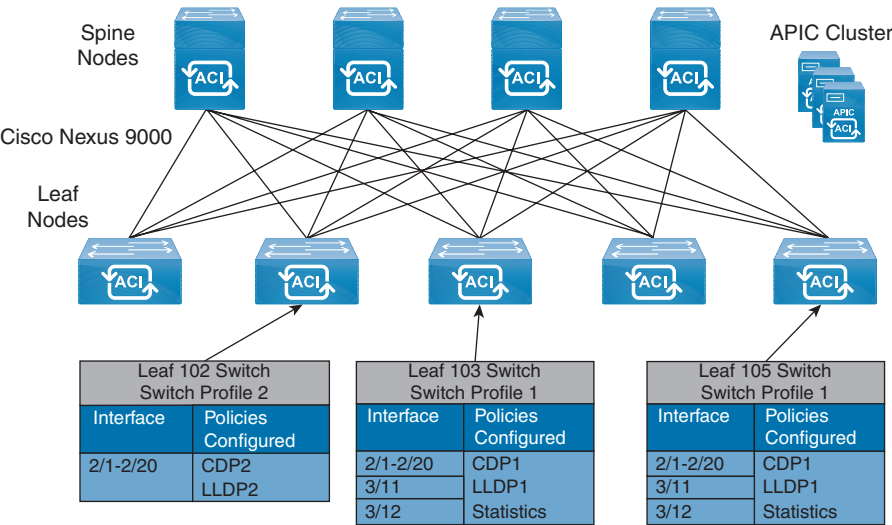 Spine
Nodes
APIC Cluster
ACI
ACI
ACI
ACI
AP
A
APIC
ACI
Cisco Nexus 9000
Leaf
Nodes
ACI
ACI
ACI
ACI
ACI
Leaf 102 Switch
Switch Profile 2
Interface
Policies
Configured
2/1-2/20
CDP2
LLDP2
Leaf 103 Switch
Switch Profile 1
Interface
Policies
Configured
2/1-2/20
CDP1
3/11
LLDP1
3/12
Statistics
Leaf 105 Switch
Switch Profile 1
Interface
Policies
Configured
2/1-2/20
CDP1
3/11
LLDP1
3/12
Statistics